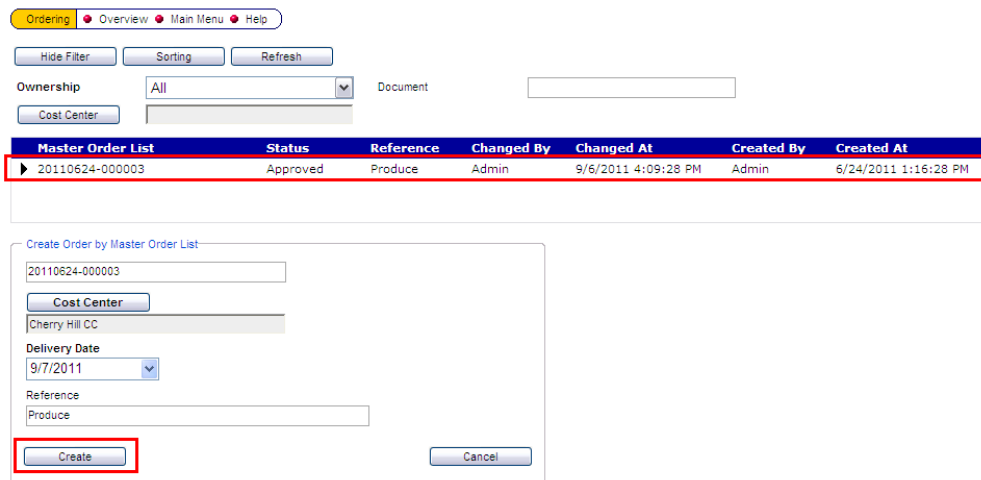 Ordering Overview Main Menu Help
Hide Filter Sorting Refresh
Ownership All Document
Cost Center
Master Order List Status Reference Changed By Changed At Created By Created At
20110624-000003 Approved Produce Admin 9/6/2011 4:09:28 PM Admin 6/24/2011 1:16:28 PM
Create Order by Master Order List
20110624-000003
Cost Center
Cherry Hill CC
Delivery Date
9/7/2011
Reference
Produce
Create Cancel